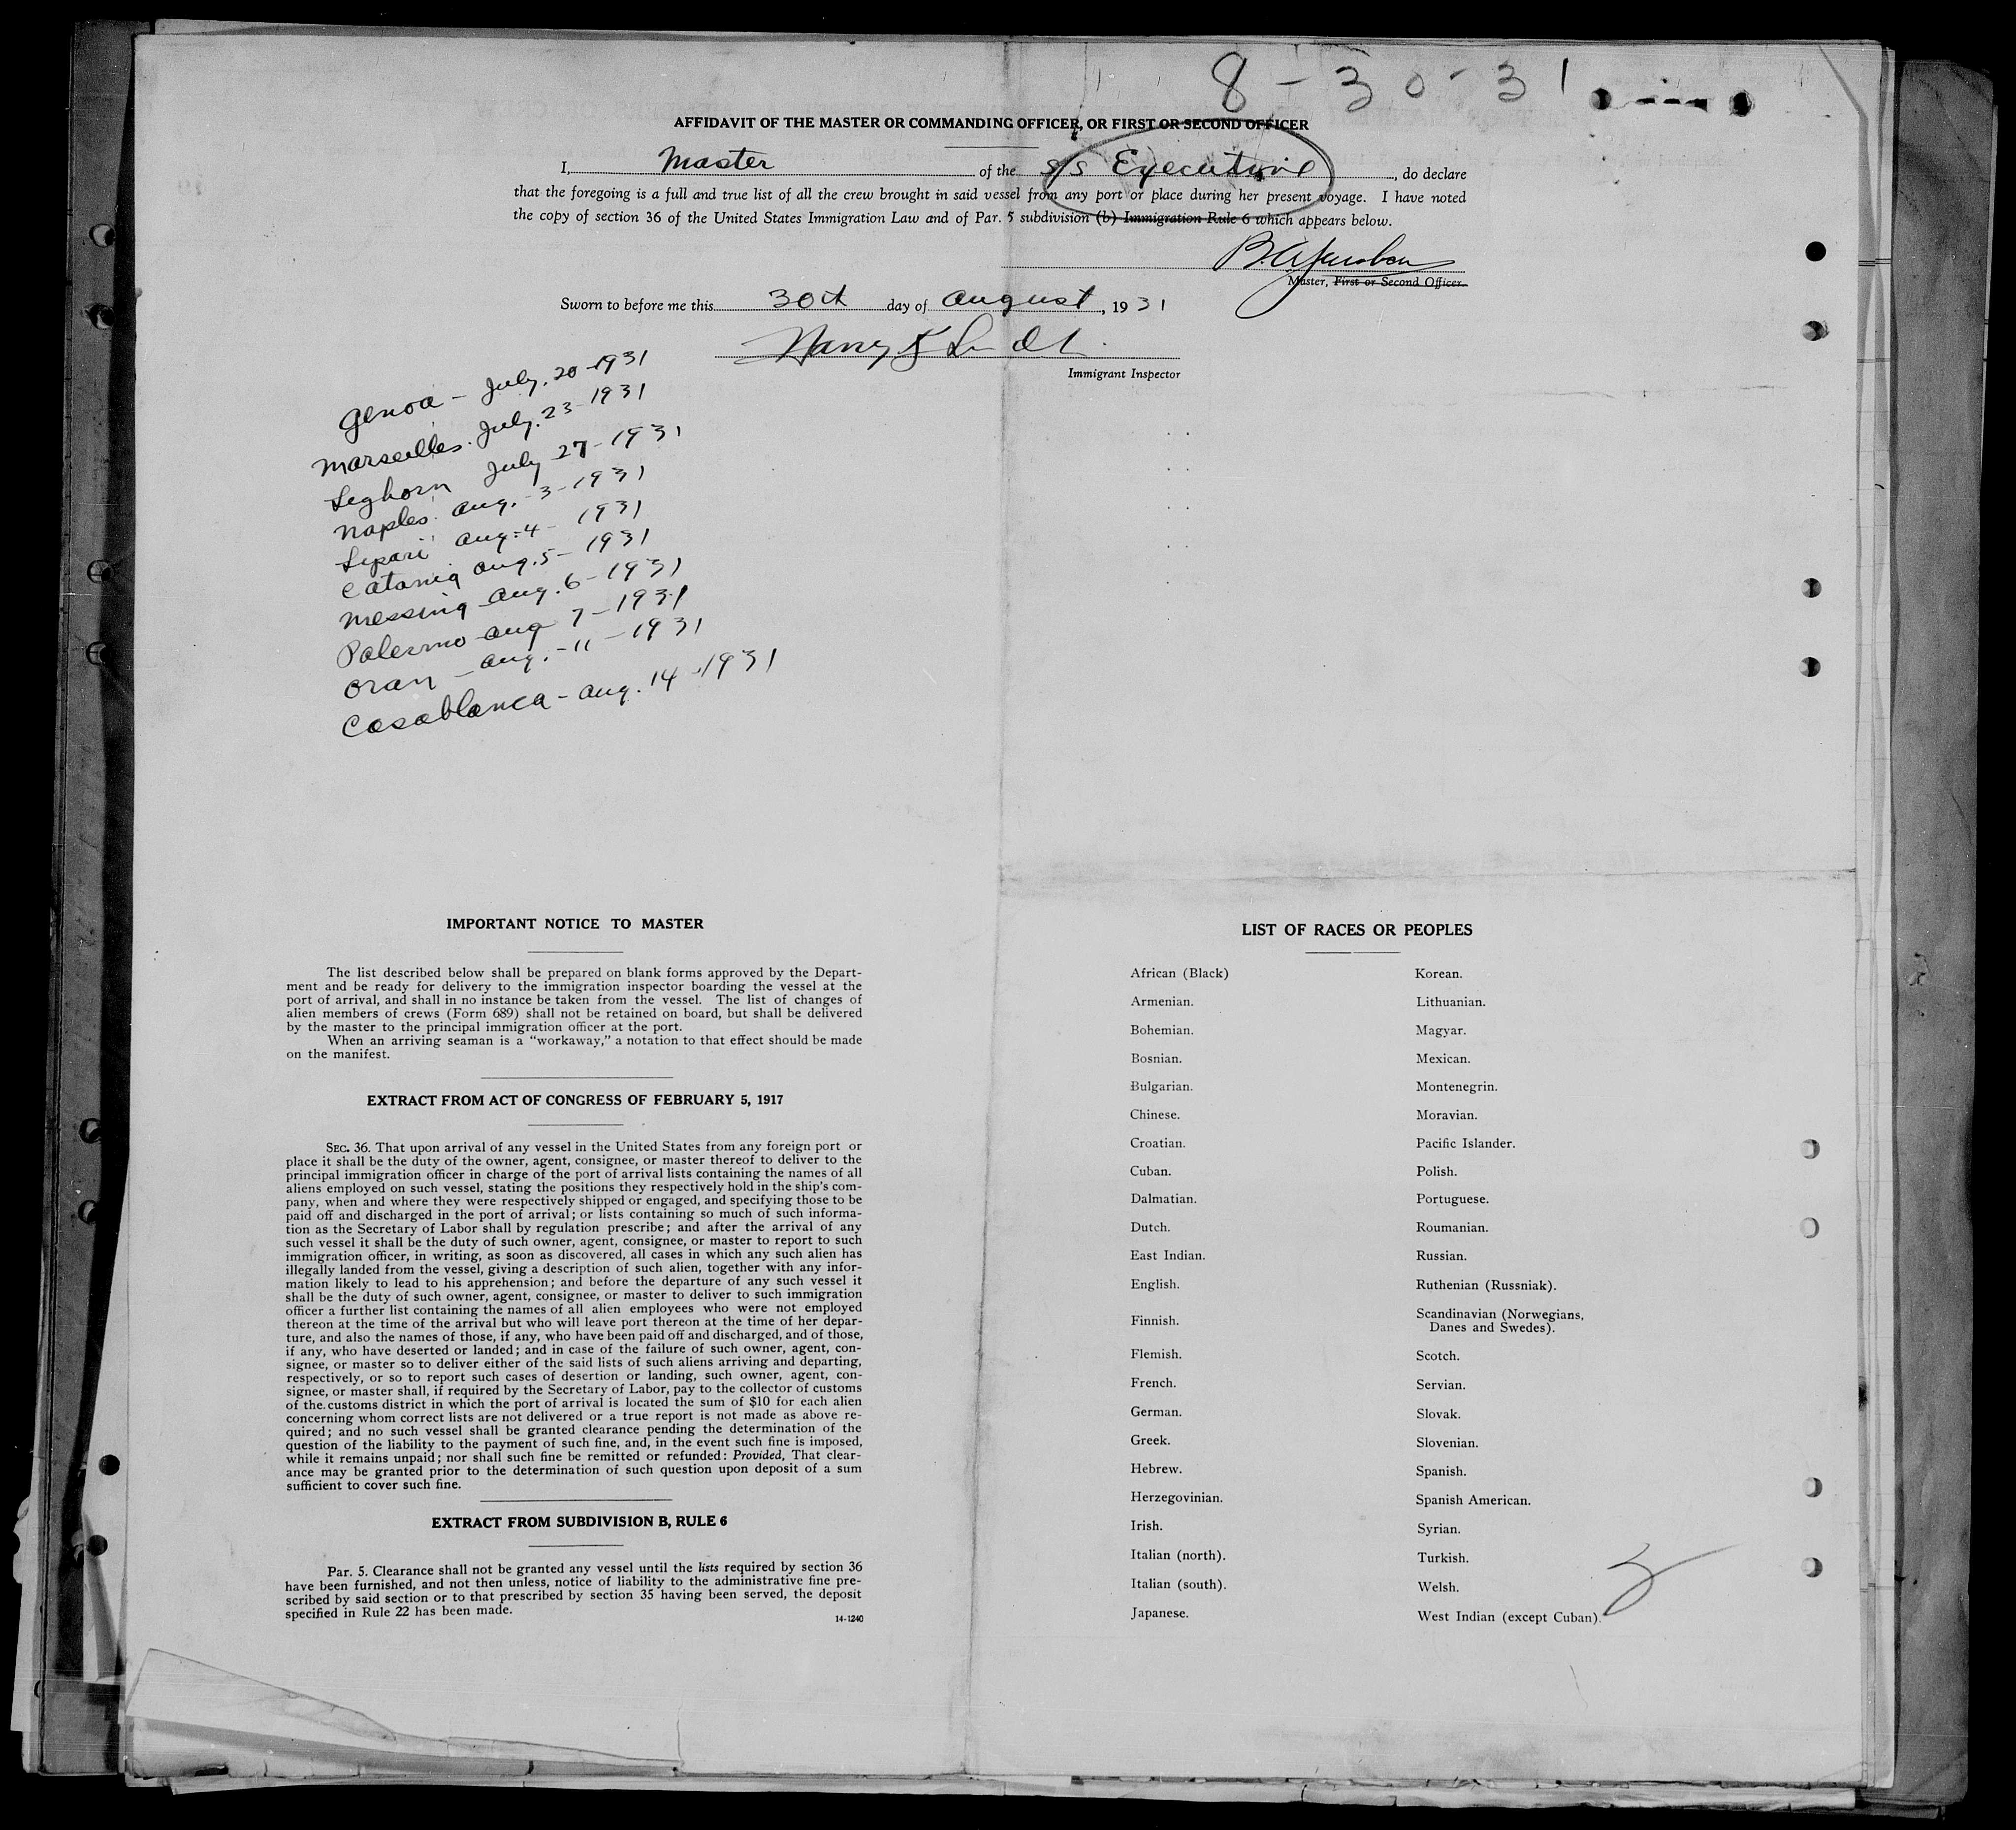 8-30-31
AFFIDAVIT OF THE MASTER OR COMMANDING OFFICER, OR FIRST OR SECOND OFFICER
I, Master of the S/S Executive, do declare
that the foregoing is a full and true list of all the crew brought in said vessel from any port or place during her present voyage. I have noted
the copy of section 36 of the United States Immigration Law and of Par. 5 subdivision (b) Immigration Rule 6 which appears below.
Master, First or Second Officer.
Sworn to before me this 30th day of August, 1931
Harry
Immigrant Inspector
Genoa - July. 20-1931
Marseilles. July. 23-1931
Leghorn July 27-1931
Naples. Aug. -3-1931
Lipari Aug-4- 1931
Catania Aug. 5- 1931
Messina Aug. 6-1931
Palermo Aug 7-1931
Oran - Aug. -11-1931
Casablanca - Aug. 14-1931
IMPORTANT NOTICE TO MASTER
The list described below shall be prepared on blank forms approved by the Depart-
ment and be ready for delivery to the immigration inspector boarding the vessel at the
port of arrival, and shall in no instance be taken from the vessel. The list of changes of
alien members of crews (Form 689) shall not be retained on board, but shall be delivered
by the master to the principal immigration officer at the port.
When an arriving seaman is a "workaway," a notation to that effect should be made
on the manifest.
EXTRACT FROM ACT OF CONGRESS OF FEBRUARY 5, 1917
SEC. 36. That upon arrival of any vessel in the United States from any foreign port or
place it shall be the duty of the owner, agent, consignee, or master thereof to deliver to the
principal immigration officer in charge of the port of arrival lists containing the names of all
aliens employed on such vessel, stating the positions they respectively hold in the ship's com-
pany, when and where they were respectively shipped or engaged, and specifying those to be
paid off and discharged in the port of arrival; or lists containing so much of such informa-
tion as the Secretary of Labor shall by regulation prescribe; and after the arrival of any
such vessel it shall be the duty of such owner, agent, consignee, or master to report to such
immigration officer, in writing, as soon as discovered, all cases in which any such alien has
illegally landed from the vessel, giving a description of such alien, together with any infor-
mation likely to lead to his apprehension; and before the departure of any such vessel it
shall be the duty of such owner, agent, consignee, or master to deliver to such immigration
officer a further list containing the names of all alien employees who were not employed
thereon at the time of the arrival but who will leave port thereon at the time of her depar-
ture, and also the names of those, if any, who have been paid off and discharged, and of those,
if any, who have deserted or landed; and in case of the failure of such owner, agent, con-
signee, or master so to deliver either of the said lists of such aliens arriving and departing,
respectively, or so to report such cases of desertion or landing, such owner, agent, con-
signee, or master shall, if required by the Secretary of Labor, pay to the collector of customs
of the customs district in which the port of arrival is located the sum of $10 for each alien
concerning whom correct lists are not delivered or a true report is not made as above re-
quired; and no such vessel shall be granted clearance pending the determination of the
question of the liability to the payment of such fine, and, in the event such fine is imposed,
while it remains unpaid; nor shall such fine be remitted or refunded: Provided, That clear-
ance may be granted prior to the determination of such question upon deposit of a sum
sufficient to cover such fine.
EXTRACT FROM SUBDIVISION B, RULE 6
Par. 5. Clearance shall not be granted any vessel until the lists required by section 36
have been furnished, and not then unless, notice of liability to the administrative fine pre-
scribed by said section or to that prescribed by section 35 having been served, the deposit
specified in Rule 22 has been made.
14-1240
LIST OF RACES OR PEOPLES
African (Black)
Armenian.
Bohemian.
Bosnian.
Bulgarian.
Chinese.
Croatian.
Cuban.
Dalmatian.
Dutch.
East Indian.
English.
Finnish.
Flemish.
French.
German.
Greek.
Hebrew.
Herzegovinian.
Irish.
Italian (north).
Italian (south).
Japanese.
Korean.
Lithuanian.
Magyar.
Mexican.
Montenegrin.
Moravian.
Pacific Islander.
Polish.
Portuguese.
Roumanian.
Russian.
Ruthenian (Russniak).
Scandinavian (Norwegians,
Danes and Swedes).
Scotch.
Servian.
Slovak.
Slovenian.
Spanish.
Spanish American.
Syrian.
Turkish.
Welsh.
West Indian (except Cuban).